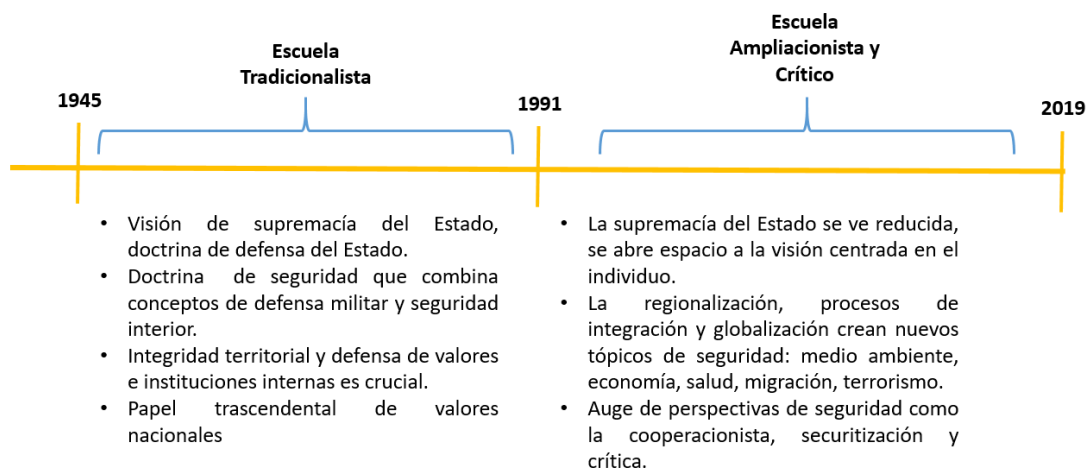 Escuela
Tradicionalista
Escuela
Ampliacionista y
Crítico
1945
1991
2019
• Visión de supremacía del Estado,
doctrina de defensa del Estado.
• Doctrina de seguridad que combina
conceptos de defensa militar y seguridad
interior.
• Integridad territorial y defensa de valores
e instituciones internas es crucial.
• Papel trascendental de valores
nacionales
• La supremacía del Estado se ve reducida,
se abre espacio a la visión centrada en el
individuo.
• La regionalización, procesos de
integración y globalización crean nuevos
tópicos de seguridad: medio ambiente,
economía, salud, migración, terrorismo.
• Auge de perspectivas de seguridad como
la cooperacionista, securitización y
crítica.